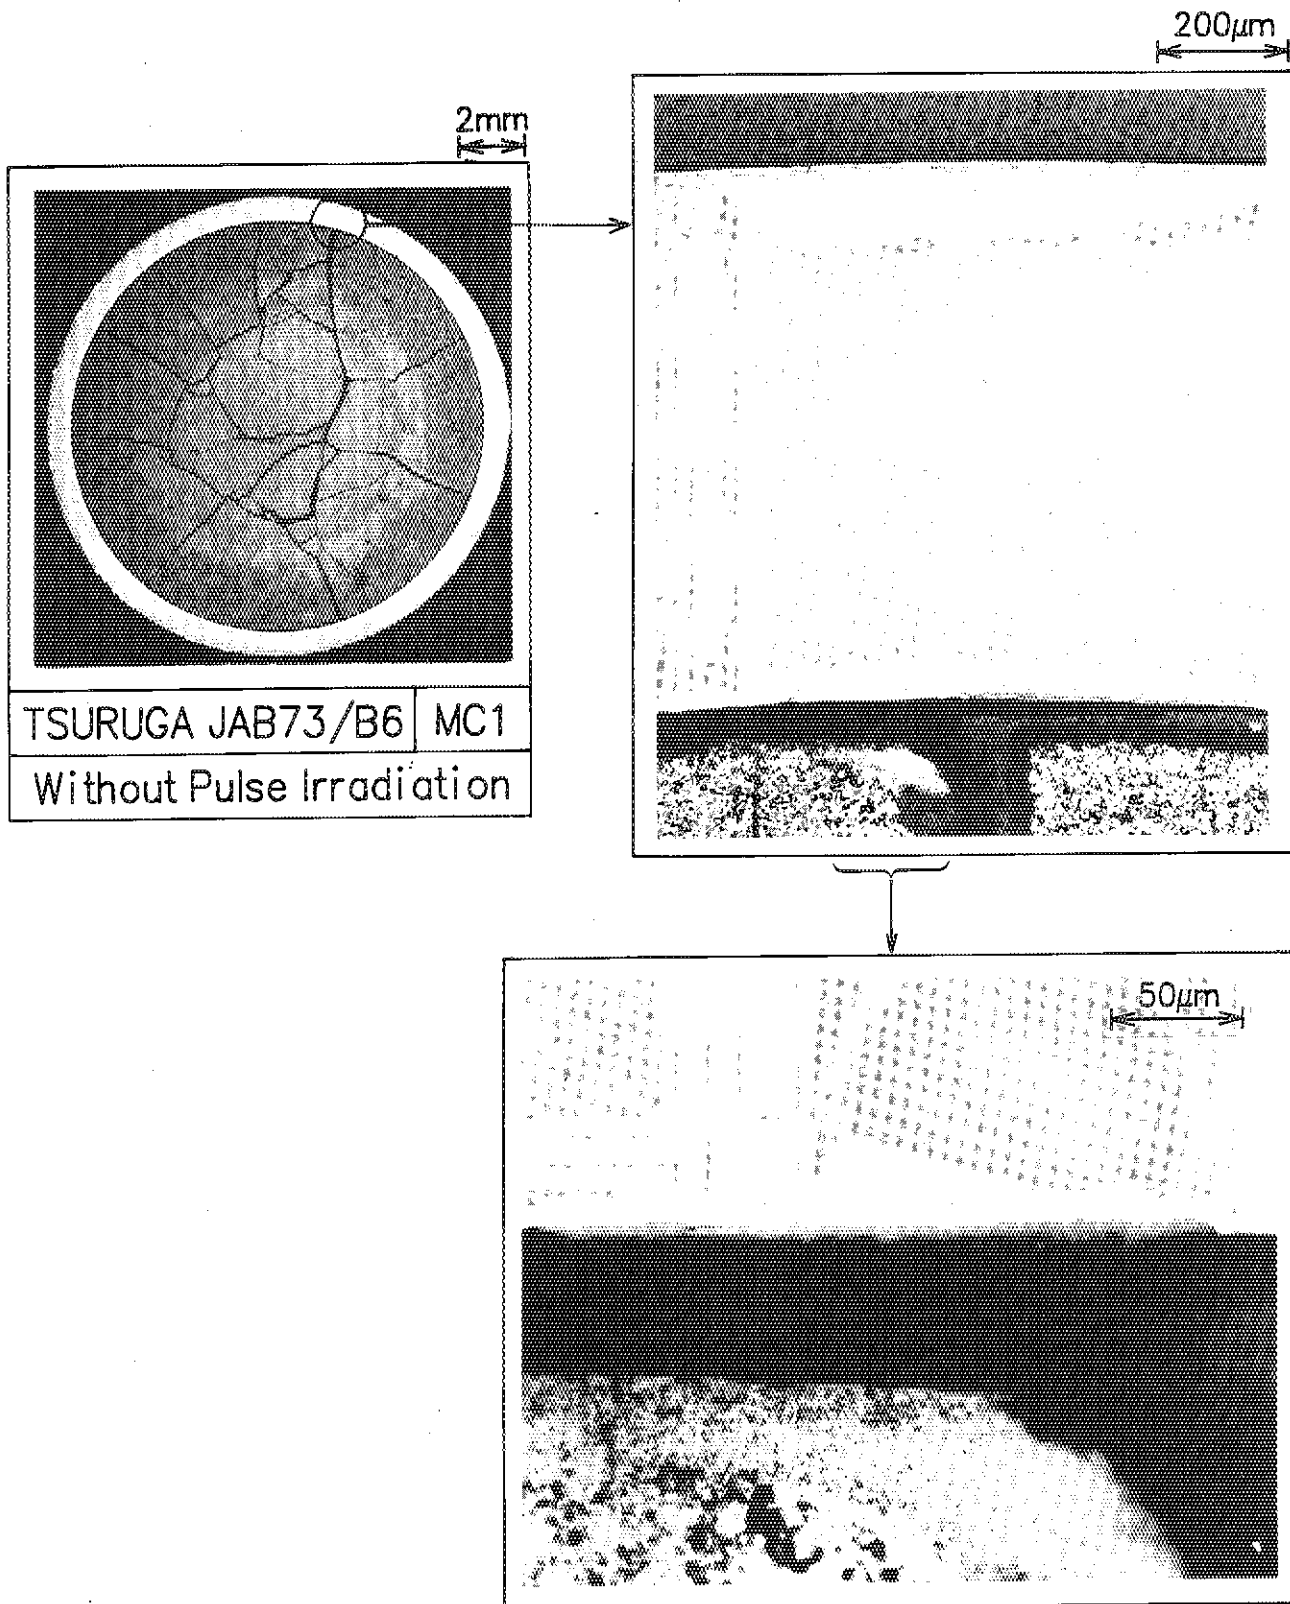 200μm
2mm
TSURUGA JAB73/B6 MC1
Without Pulse Irradiation
50μm